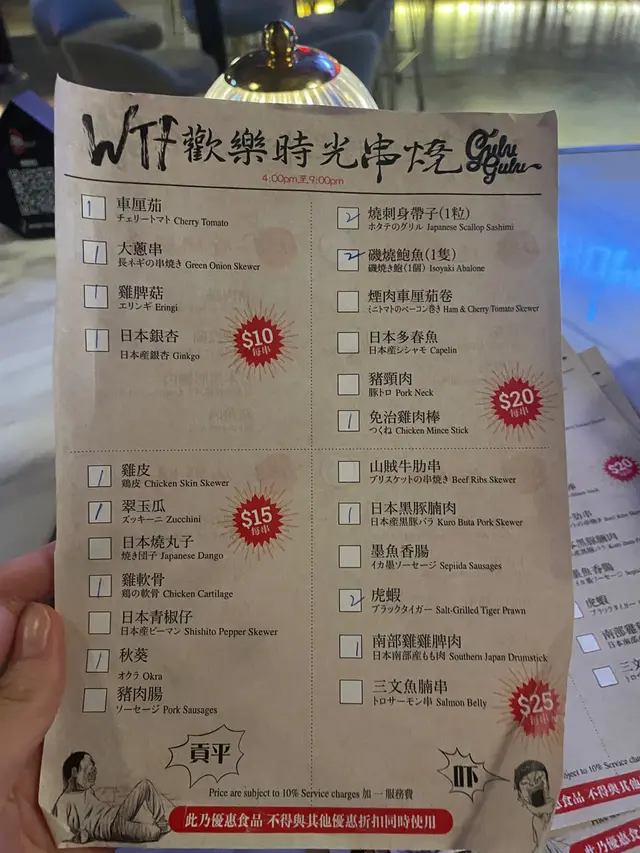 WTF歡樂時光串燒 Gulu Gulu
4:00pm至9:00pm
1 車厘茄
チェリートマト Cherry Tomato
1 大蔥串
長ネギの串焼き Green Onion Skewer
1 雞脾菇
エリンギ Eringi
1 日本銀杏
日本産銀杏 Ginkgo
$10
每串
2 燒刺身帶子(1粒)
ホタテのグリル Japanese Scallop Sashimi
2 磯燒鮑魚(1隻)
磯焼き鮑(1個) Isoyaki Abalone
煙肉車厘茄卷
ミニトマトのベーコン巻き Ham & Cherry Tomato Skewer
日本多春魚
日本産シシャモ Capelin
豬頸肉
豚トロ Pork Neck
1 免治雞肉棒
つくね Chicken Mince Stick
$20
每串
1 雞皮
鶏皮 Chicken Skin Skewer
1 翠玉瓜
ズッキーニ Zucchini
日本燒丸子
焼き団子 Japanese Dango
1 雞軟骨
鶏の軟骨 Chicken Cartilage
日本青椒仔
日本産ピーマン Shishito Pepper Skewer
1 秋葵
オクラ Okra
豬肉腸
ソーセージ Pork Sausages
$15
每串
山賊牛肋串
ブリスケットの串焼き Beef Ribs Skewer
1 日本黑豚腩肉
日本産黒豚バラ Kuro Buta Pork Skewer
墨魚香腸
イカ墨ソーセージ Sepiida Sausages
2 虎蝦
ブラックタイガー Salt-Grilled Tiger Prawn
1 南部雞雞脾肉
日本南部産もも肉 Southern Japan Drumstick
三文魚腩串
トロサーモン串 Salmon Belly
$25
每串
貢平
吓
Price are subject to 10% Service charges 加一服務費
此乃優惠食品 不得與其他優惠折扣同時使用
$20
虎蝦